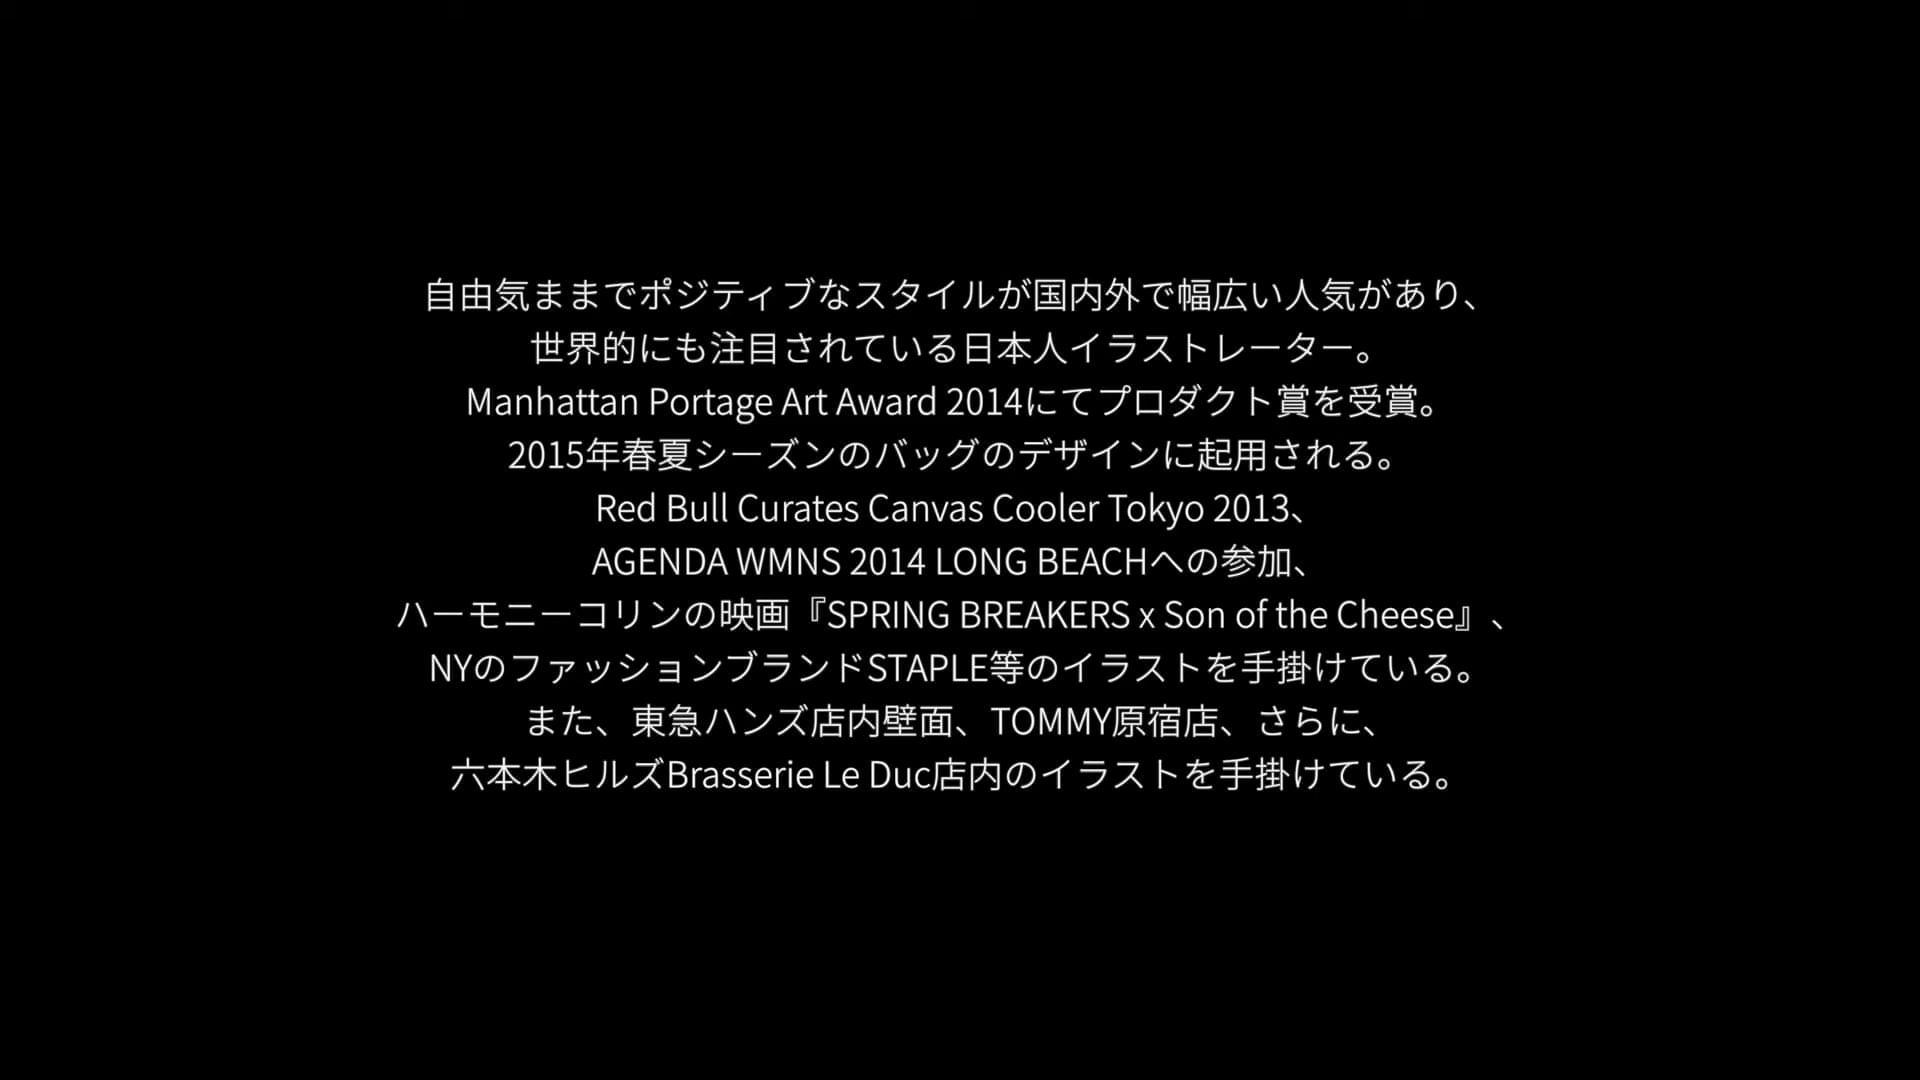 自由気ままでポジティブなスタイルが国内外で幅広い人気があり、
世界的にも注目されている日本人イラストレーター。
Manhattan Portage Art Award 2014にてプロダクト賞を受賞。
2015年春夏シーズンのバッグのデザインに起用される。
Red Bull Curates Canvas Cooler Tokyo 2013、
AGENDA WMNS 2014 LONG BEACHへの参加、
ハーモニーコリンの映画『SPRING BREAKERS x Son of the Cheese』、
NYのファッションブランドSTAPLE等のイラストを手掛けている。
また、東急ハンズ店内壁面、TOMMY原宿店、さらに、
六本木ヒルズBrasserie Le Duc店内のイラストを手掛けている。